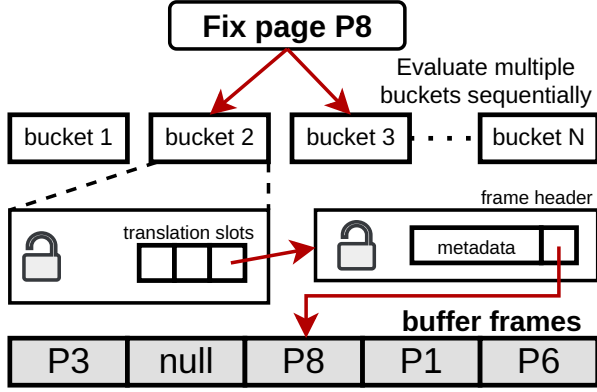 Fix page P8
Evaluate multiple
buckets sequentially
bucket 1
bucket 2
bucket 3
bucket N
frame header
translation slots
metadata
buffer frames
P3
null
P8
P1
P6